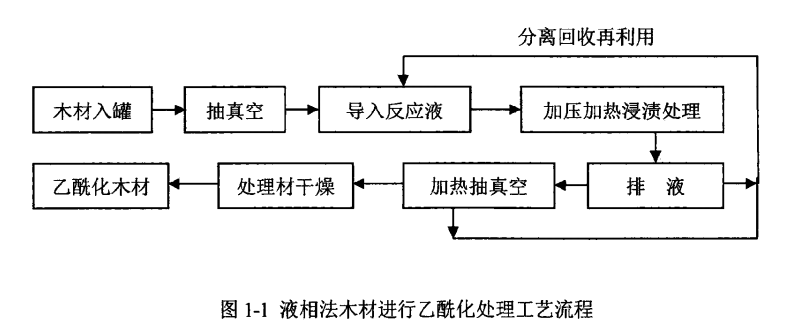 分离回收再利用
木材入罐
抽真空
导入反应液
加压加热浸渍处理
乙酰化木材
处理材干燥
加热抽真空
排 液
图 1-1 液相法木材进行乙酰化处理工艺流程